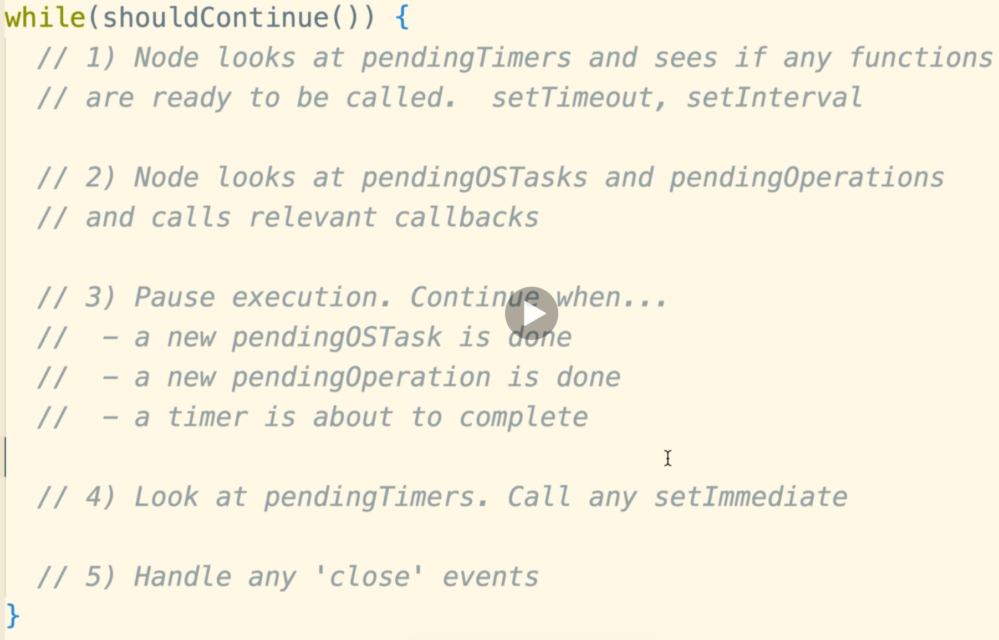 while(shouldContinue()) {
// 1) Node looks at pendingTimers and sees if any functions
// are ready to be called.  setTimeout, setInterval
// 2) Node looks at pendingOSTasks and pendingOperations
// and calls relevant callbacks
// 3) Pause execution. Continue when...
//  – a new pendingOSTask is done
//  – a new pendingOperation is done
//  – a timer is about to complete
// 4) Look at pendingTimers. Call any setImmediate
// 5) Handle any 'close' events
}